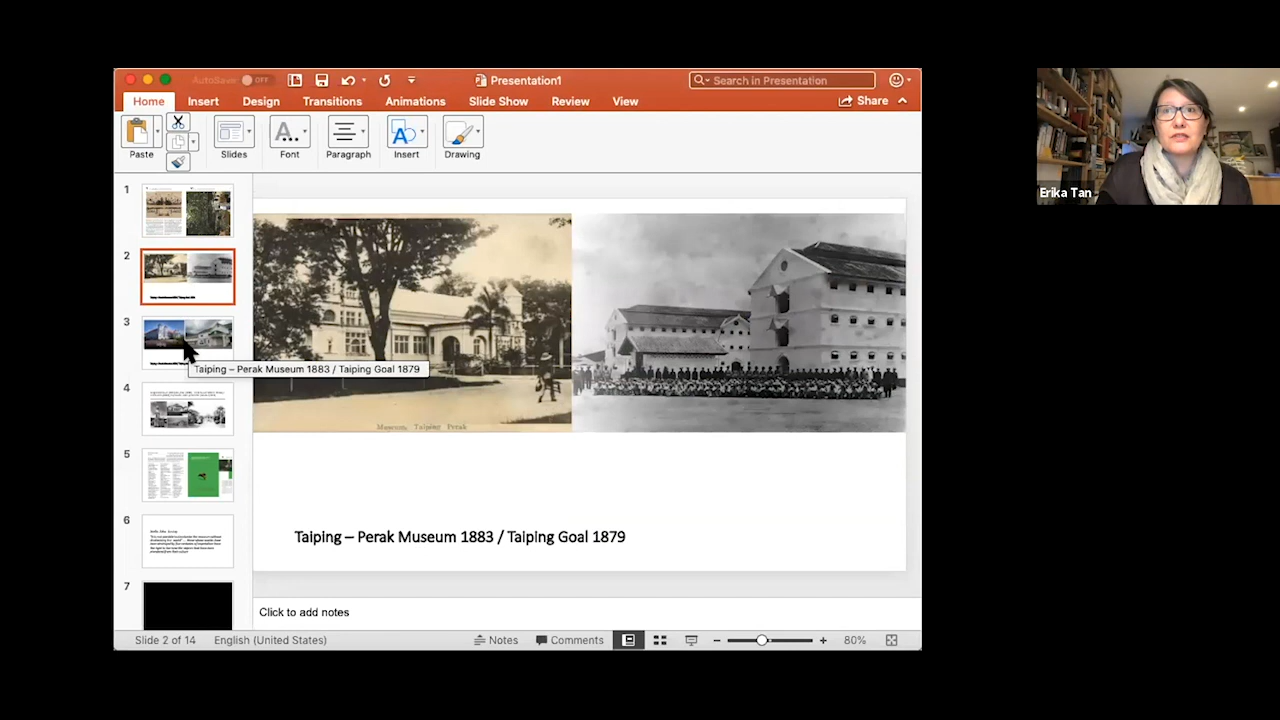 AutoSave OFF
Presentation1
Search in Presentation
Home Insert Design Transitions Animations Slide Show Review View
Share
Paste Slides Font Paragraph Insert Drawing
1
2
3
4
5
6
7
Taiping – Perak Museum 1883 / Taiping Goal 1879
Museum, Taiping Perak
Taiping – Perak Museum 1883 / Taiping Goal 1879
Click to add notes
Slide 2 of 14 English (United States) Notes Comments 80%
Erika Tan